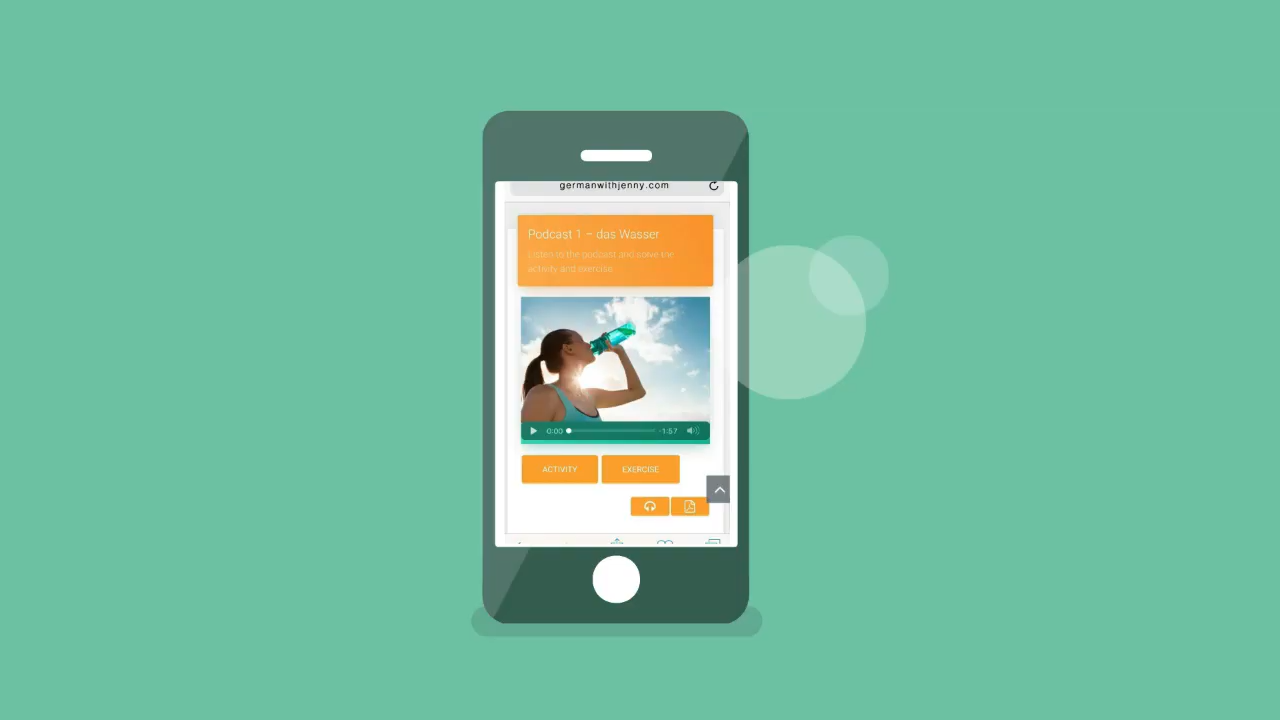 germanwithjenny.com
Podcast 1 – das Wasser
Listen to the podcast and solve the
activity and exercise.
0:00 -1:57
ACTIVITY EXERCISE